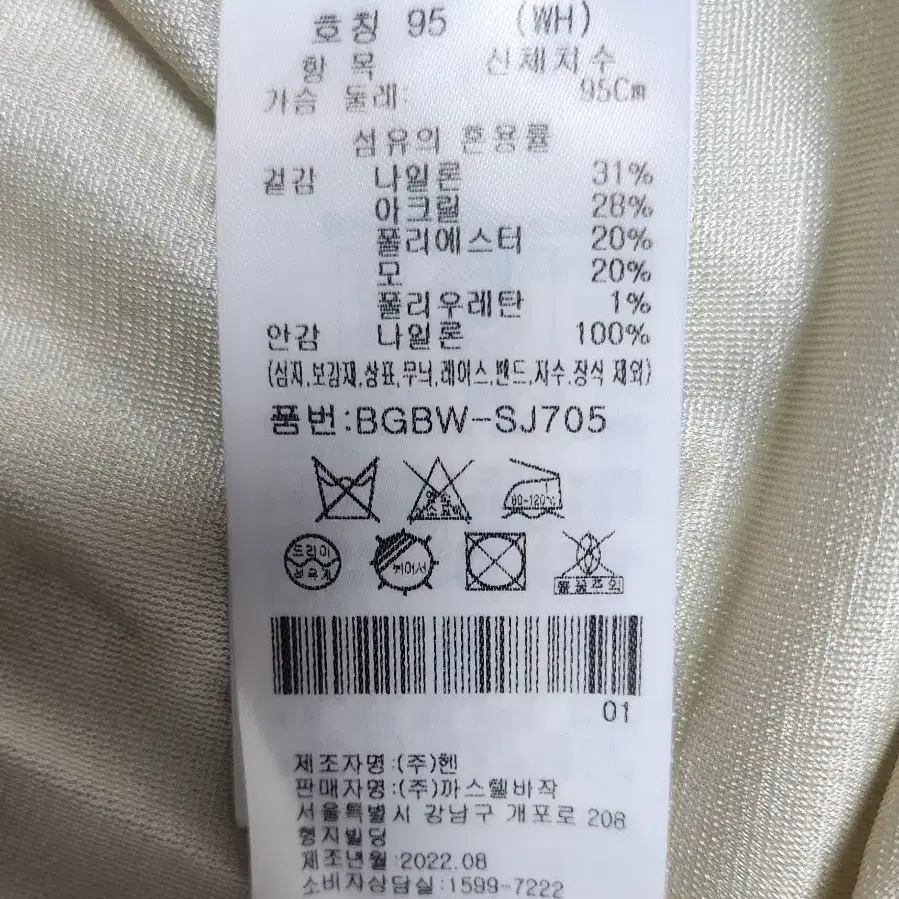 호칭 95 (WH)
항 목 신체치수
가슴 둘레: 95Cm
섬유의 혼용률
겉감 나일론 31%
아크릴 28%
폴리에스터 20%
모 20%
폴리우레탄 1%
안감 나일론 100%
(심지,보강재,상표,무늬,레이스,밴드,자수,장식 제외)
품번:BGBW-SJ705
80-120℃
드라이
석유계
뉘어서
01
제조자명:(주)헨
판매자명:(주)까스텔바작
서울특별시 강남구 개포로 208
형지빌딩
제조년월:2022.08
소비자상담실:1599-7222